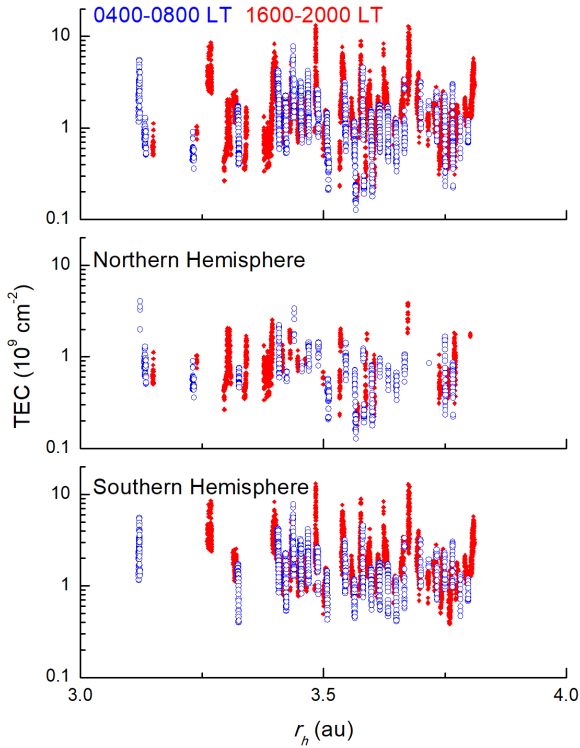 0400-0800 LT 1600-2000 LT
10
1
0.1
Northern Hemisphere
10
1
0.1
TEC (10⁹ cm⁻²)
Southern Hemisphere
10
1
0.1
3.0 3.5 4.0
rₕ (au)